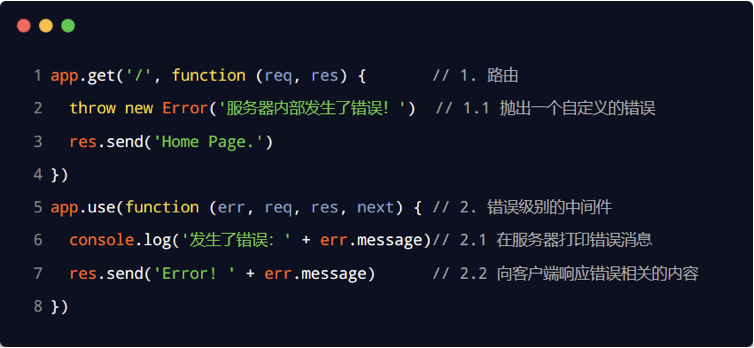 1 app.get('/', function (req, res) {       // 1. 路由
2   throw new Error('服务器内部发生了错误！')  // 1.1 抛出一个自定义的错误
3   res.send('Home Page.')
4 })
5 app.use(function (err, req, res, next) { // 2. 错误级别的中间件
6   console.log('发生了错误：' + err.message)// 2.1 在服务器打印错误消息
7   res.send('Error! ' + err.message)      // 2.2 向客户端响应错误相关的内容
8 })